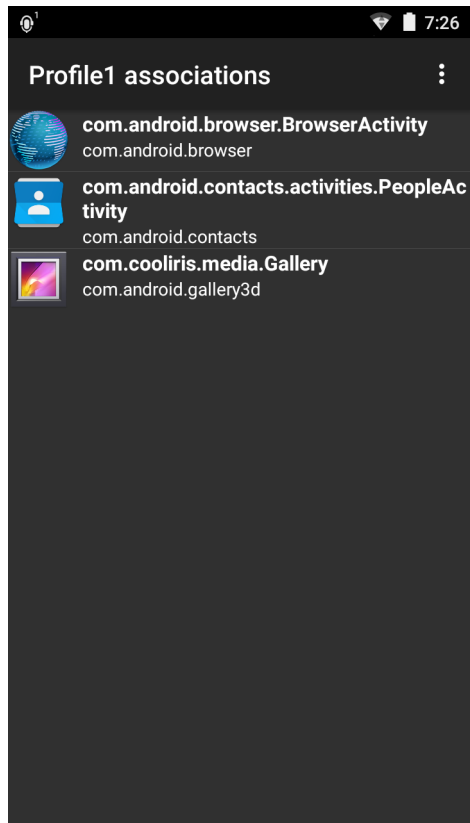 1
7:26
Profile1 associations
com.android.browser.BrowserActivity
com.android.browser
com.android.contacts.activities.PeopleAc
tivity
com.android.contacts
com.cooliris.media.Gallery
com.android.gallery3d